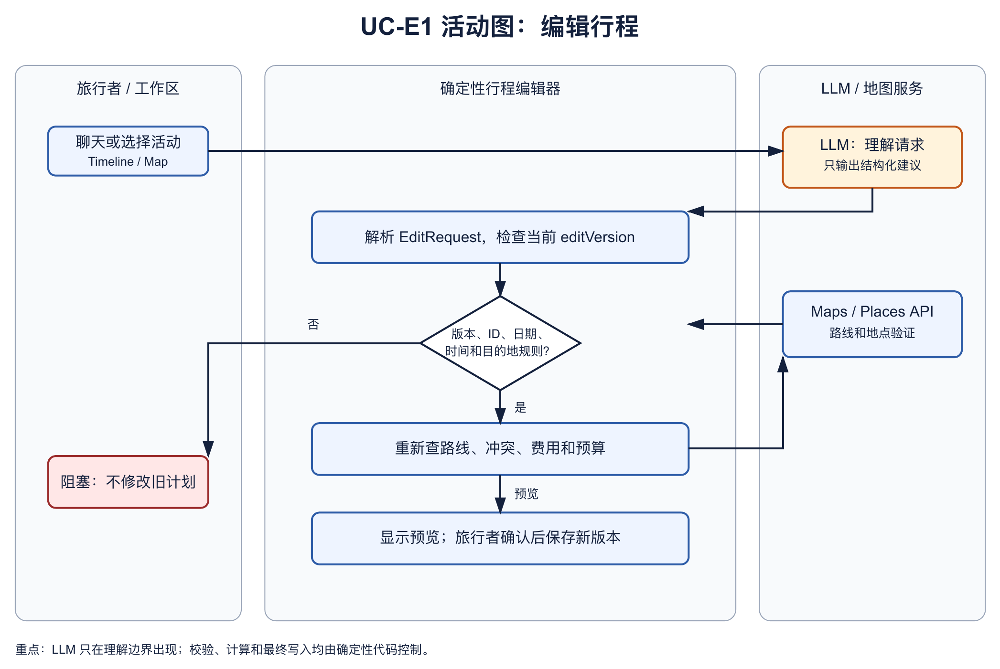 UC-E1 活动图：编辑行程
旅行者 / 工作区
确定性行程编辑器
LLM / 地图服务
聊天或选择活动
Timeline / Map
LLM：理解请求
只输出结构化建议
解析 EditRequest，检查当前 editVersion
否
版本、ID、日期、
时间和目的地规则？
Maps / Places API
路线和地点验证
是
重新查路线、冲突、费用和预算
阻塞：不修改旧计划
预览
显示预览；旅行者确认后保存新版本
重点：LLM 只在理解边界出现；校验、计算和最终写入均由确定性代码控制。